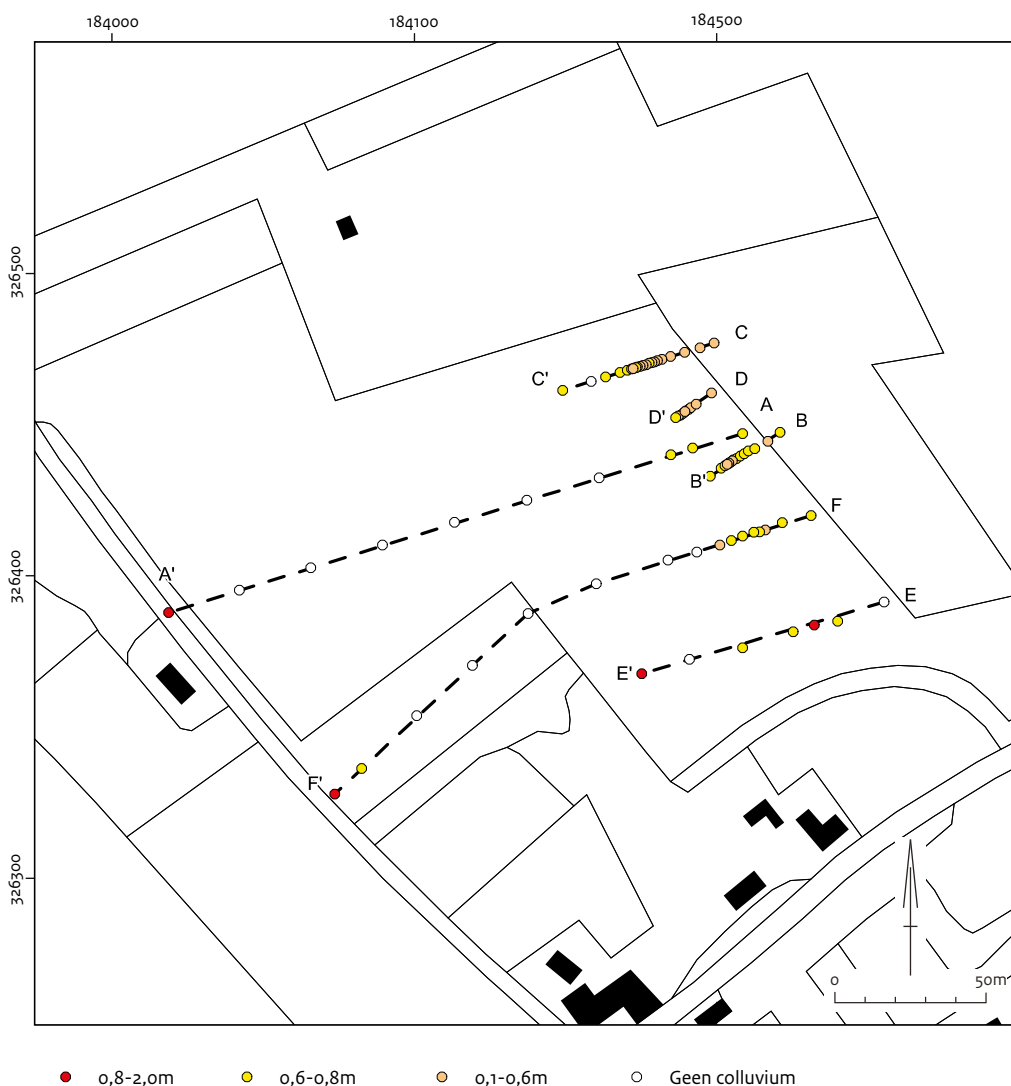 184000 184100 184500
326500
C
C'
D
D'
A
B
B'
F
A'
326400
E
E'
F'
326300
0 50m
0,8-2,0m 0,6-0,8m 0,1-0,6m Geen colluvium